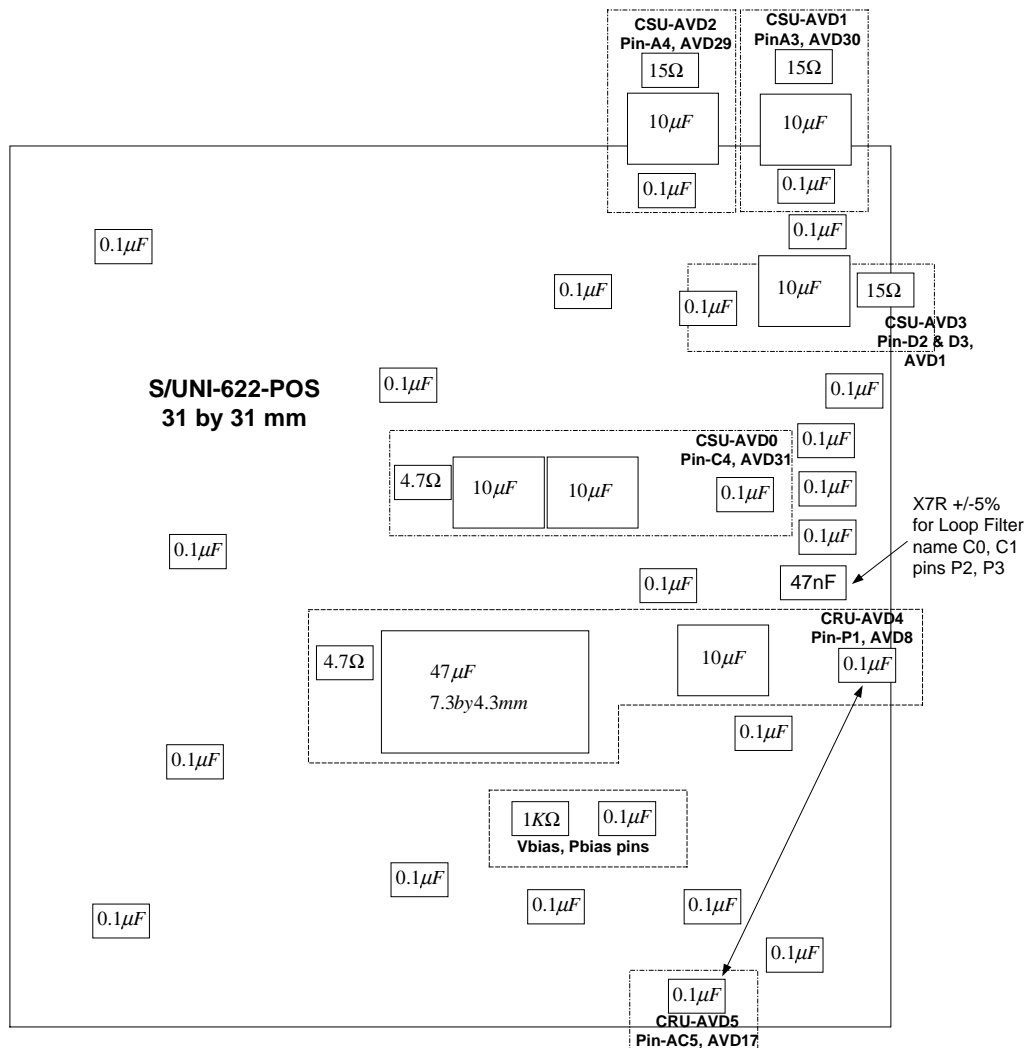 CSU-AVD2
Pin-A4, AVD29
15Ω
10μF
0.1μF
CSU-AVD1
PinA3, AVD30
15Ω
10μF
0.1μF
0.1μF
0.1μF
0.1μF
0.1μF
10μF
15Ω
CSU-AVD3
Pin-D2 & D3,
AVD1
S/UNI-622-POS
31 by 31 mm
0.1μF
0.1μF
CSU-AVD0
Pin-C4, AVD31
4.7Ω
10μF
10μF
0.1μF
0.1μF
0.1μF
0.1μF
X7R +/-5%
for Loop Filter
name C0, C1
pins P2, P3
0.1μF
0.1μF
47nF
CRU-AVD4
Pin-P1, AVD8
4.7Ω
47μF
7.3by4.3mm
10μF
0.1μF
0.1μF
0.1μF
1KΩ
0.1μF
Vbias, Pbias pins
0.1μF
0.1μF
0.1μF
0.1μF
0.1μF
0.1μF
CRU-AVD5
Pin-AC5, AVD17